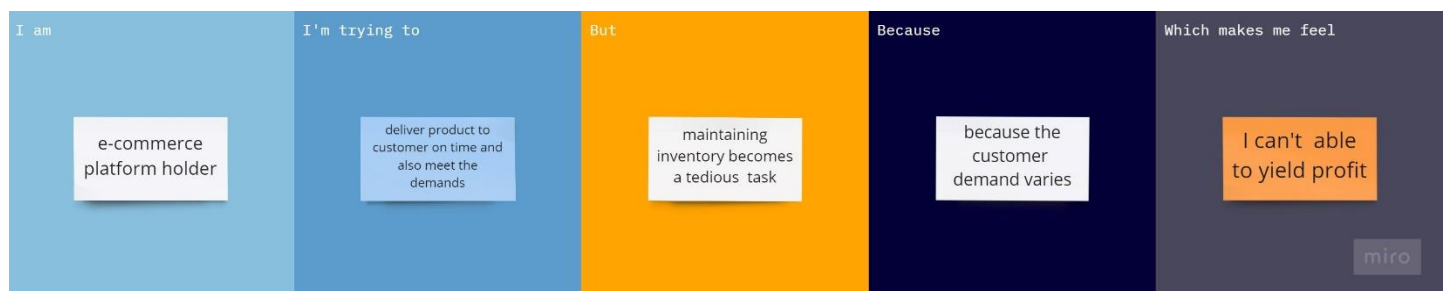 I am
e-commerce
platform holder
I'm trying to
deliver product to
customer on time and
also meet the
demands
But
maintaining
inventory becomes
a tedious task
Because
because the
customer
demand varies
Which makes me feel
I can't able
to yield profit
miro